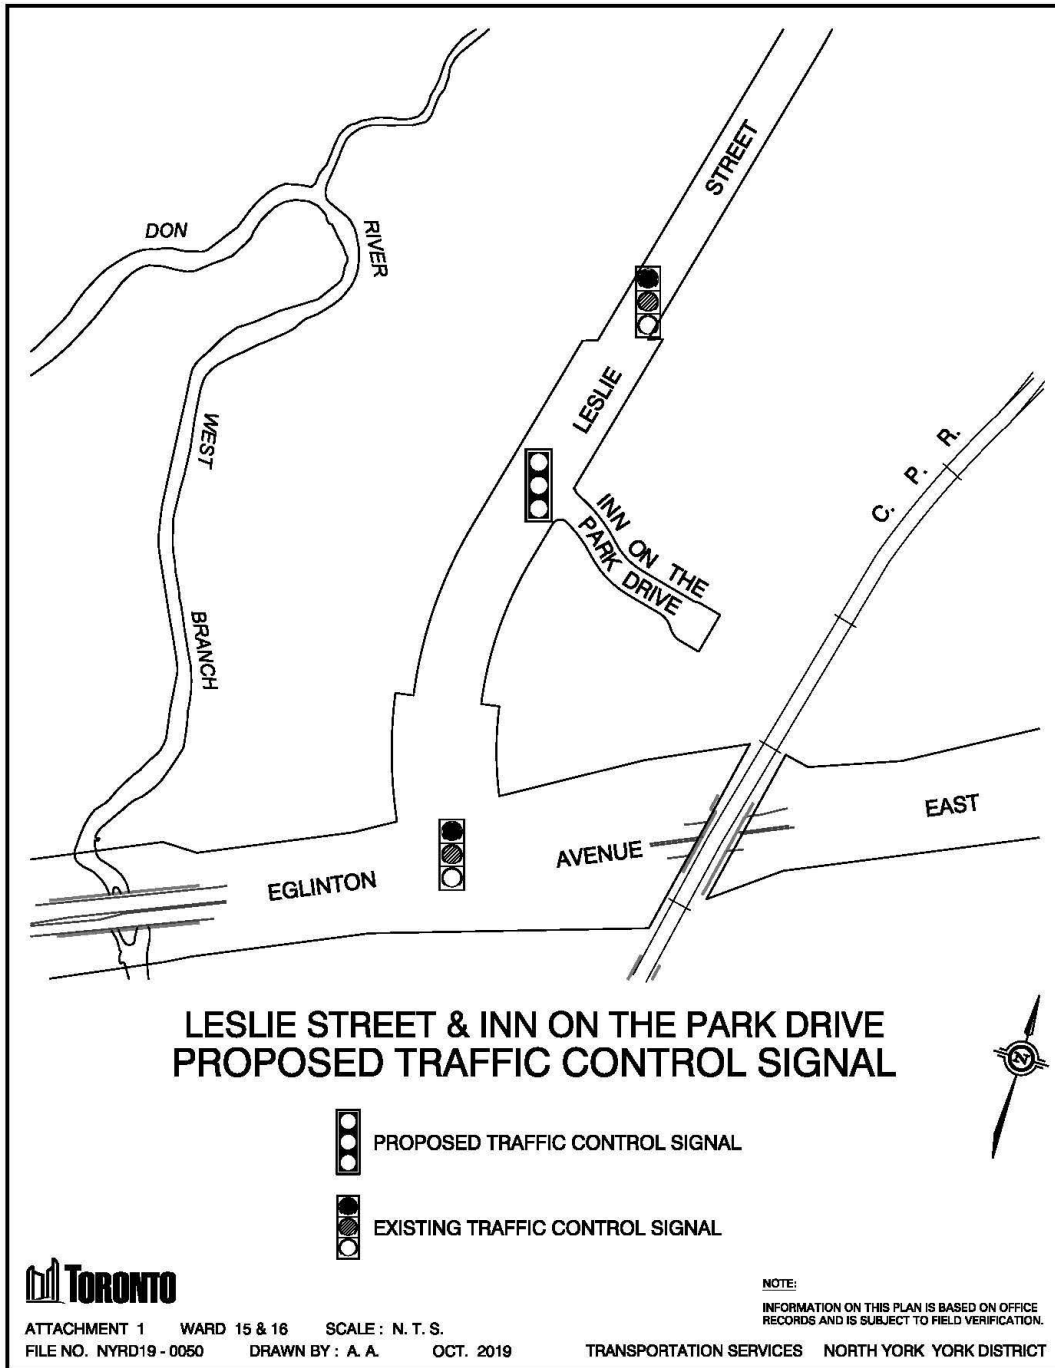 DON
RIVER
STREET
LESLIE
WEST
C. P. R.
INN ON THE
PARK DRIVE
BRANCH
EAST
AVENUE
EGLINTON
LESLIE STREET & INN ON THE PARK DRIVE
PROPOSED TRAFFIC CONTROL SIGNAL
N
PROPOSED TRAFFIC CONTROL SIGNAL
EXISTING TRAFFIC CONTROL SIGNAL
TORONTO
NOTE:
INFORMATION ON THIS PLAN IS BASED ON OFFICE
RECORDS AND IS SUBJECT TO FIELD VERIFICATION.
ATTACHMENT 1 WARD 15 & 16 SCALE : N. T. S.
FILE NO. NYRD19 - 0050 DRAWN BY : A. A. OCT. 2019 TRANSPORTATION SERVICES NORTH YORK YORK DISTRICT